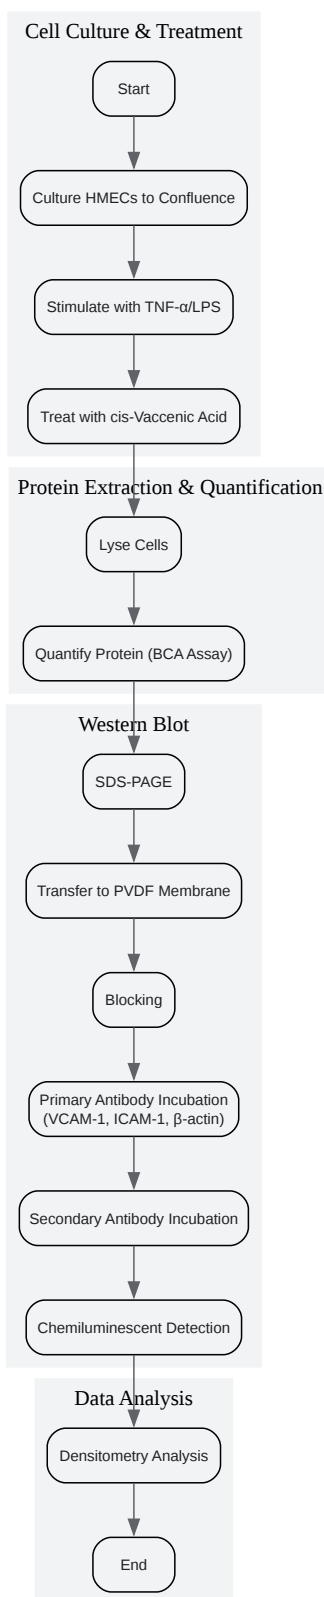 Cell Culture & Treatment
Start
Culture HMECs to Confluence
Stimulate with TNF-α/LPS
Treat with cis-Vaccenic Acid
Protein Extraction & Quantification
Lyse Cells
Quantify Protein (BCA Assay)
Western Blot
SDS-PAGE
Transfer to PVDF Membrane
Blocking
Primary Antibody Incubation
(VCAM-1, ICAM-1, β-actin)
Secondary Antibody Incubation
Chemiluminescent Detection
Data Analysis
Densitometry Analysis
End